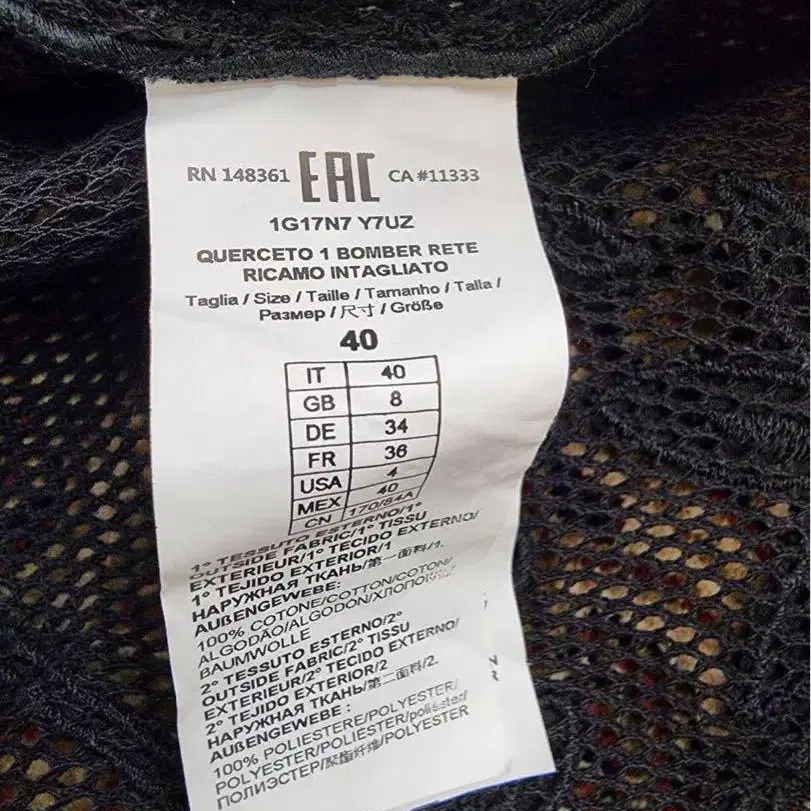 RN 148361 EAC CA #11333
1G17N7 Y7UZ
QUERCETO 1 BOMBER RETE
RICAMO INTAGLIATO
Taglia / Size / Taille / Tamanho / Talla /
Размер / 尺寸 / Größe
40
IT 40
GB 8
DE 34
FR 36
USA 4
MEX 40
CN 170/84A
1° TESSUTO ESTERNO/1°
OUTSIDE FABRIC/1° TISSU
EXTERIEUR/1° TECIDO EXTERNO/
1° TEJIDO EXTERIOR/1
НАРУЖНАЯ ТКАНЬ/第一面料/1.
AUßENGEWEBE:
100% COTONE/COTTON/COTON/
ALGODÃO/ALGODÓN/ХЛОПОК/
BAUMWOLLE
2° TESSUTO ESTERNO/2°
OUTSIDE FABRIC/2° TISSU
EXTERIEUR/2° TECIDO EXTERNO/
2° TEJIDO EXTERIOR/2
НАРУЖНАЯ ТКАНЬ/第二面料/2.
AUßENGEWEBE :
100% POLIESTERE/POLYESTER/
POLYESTER/POLIESTER/poliéster/
ПОЛИЭСТЕР/聚酯纤维/POLYESTER